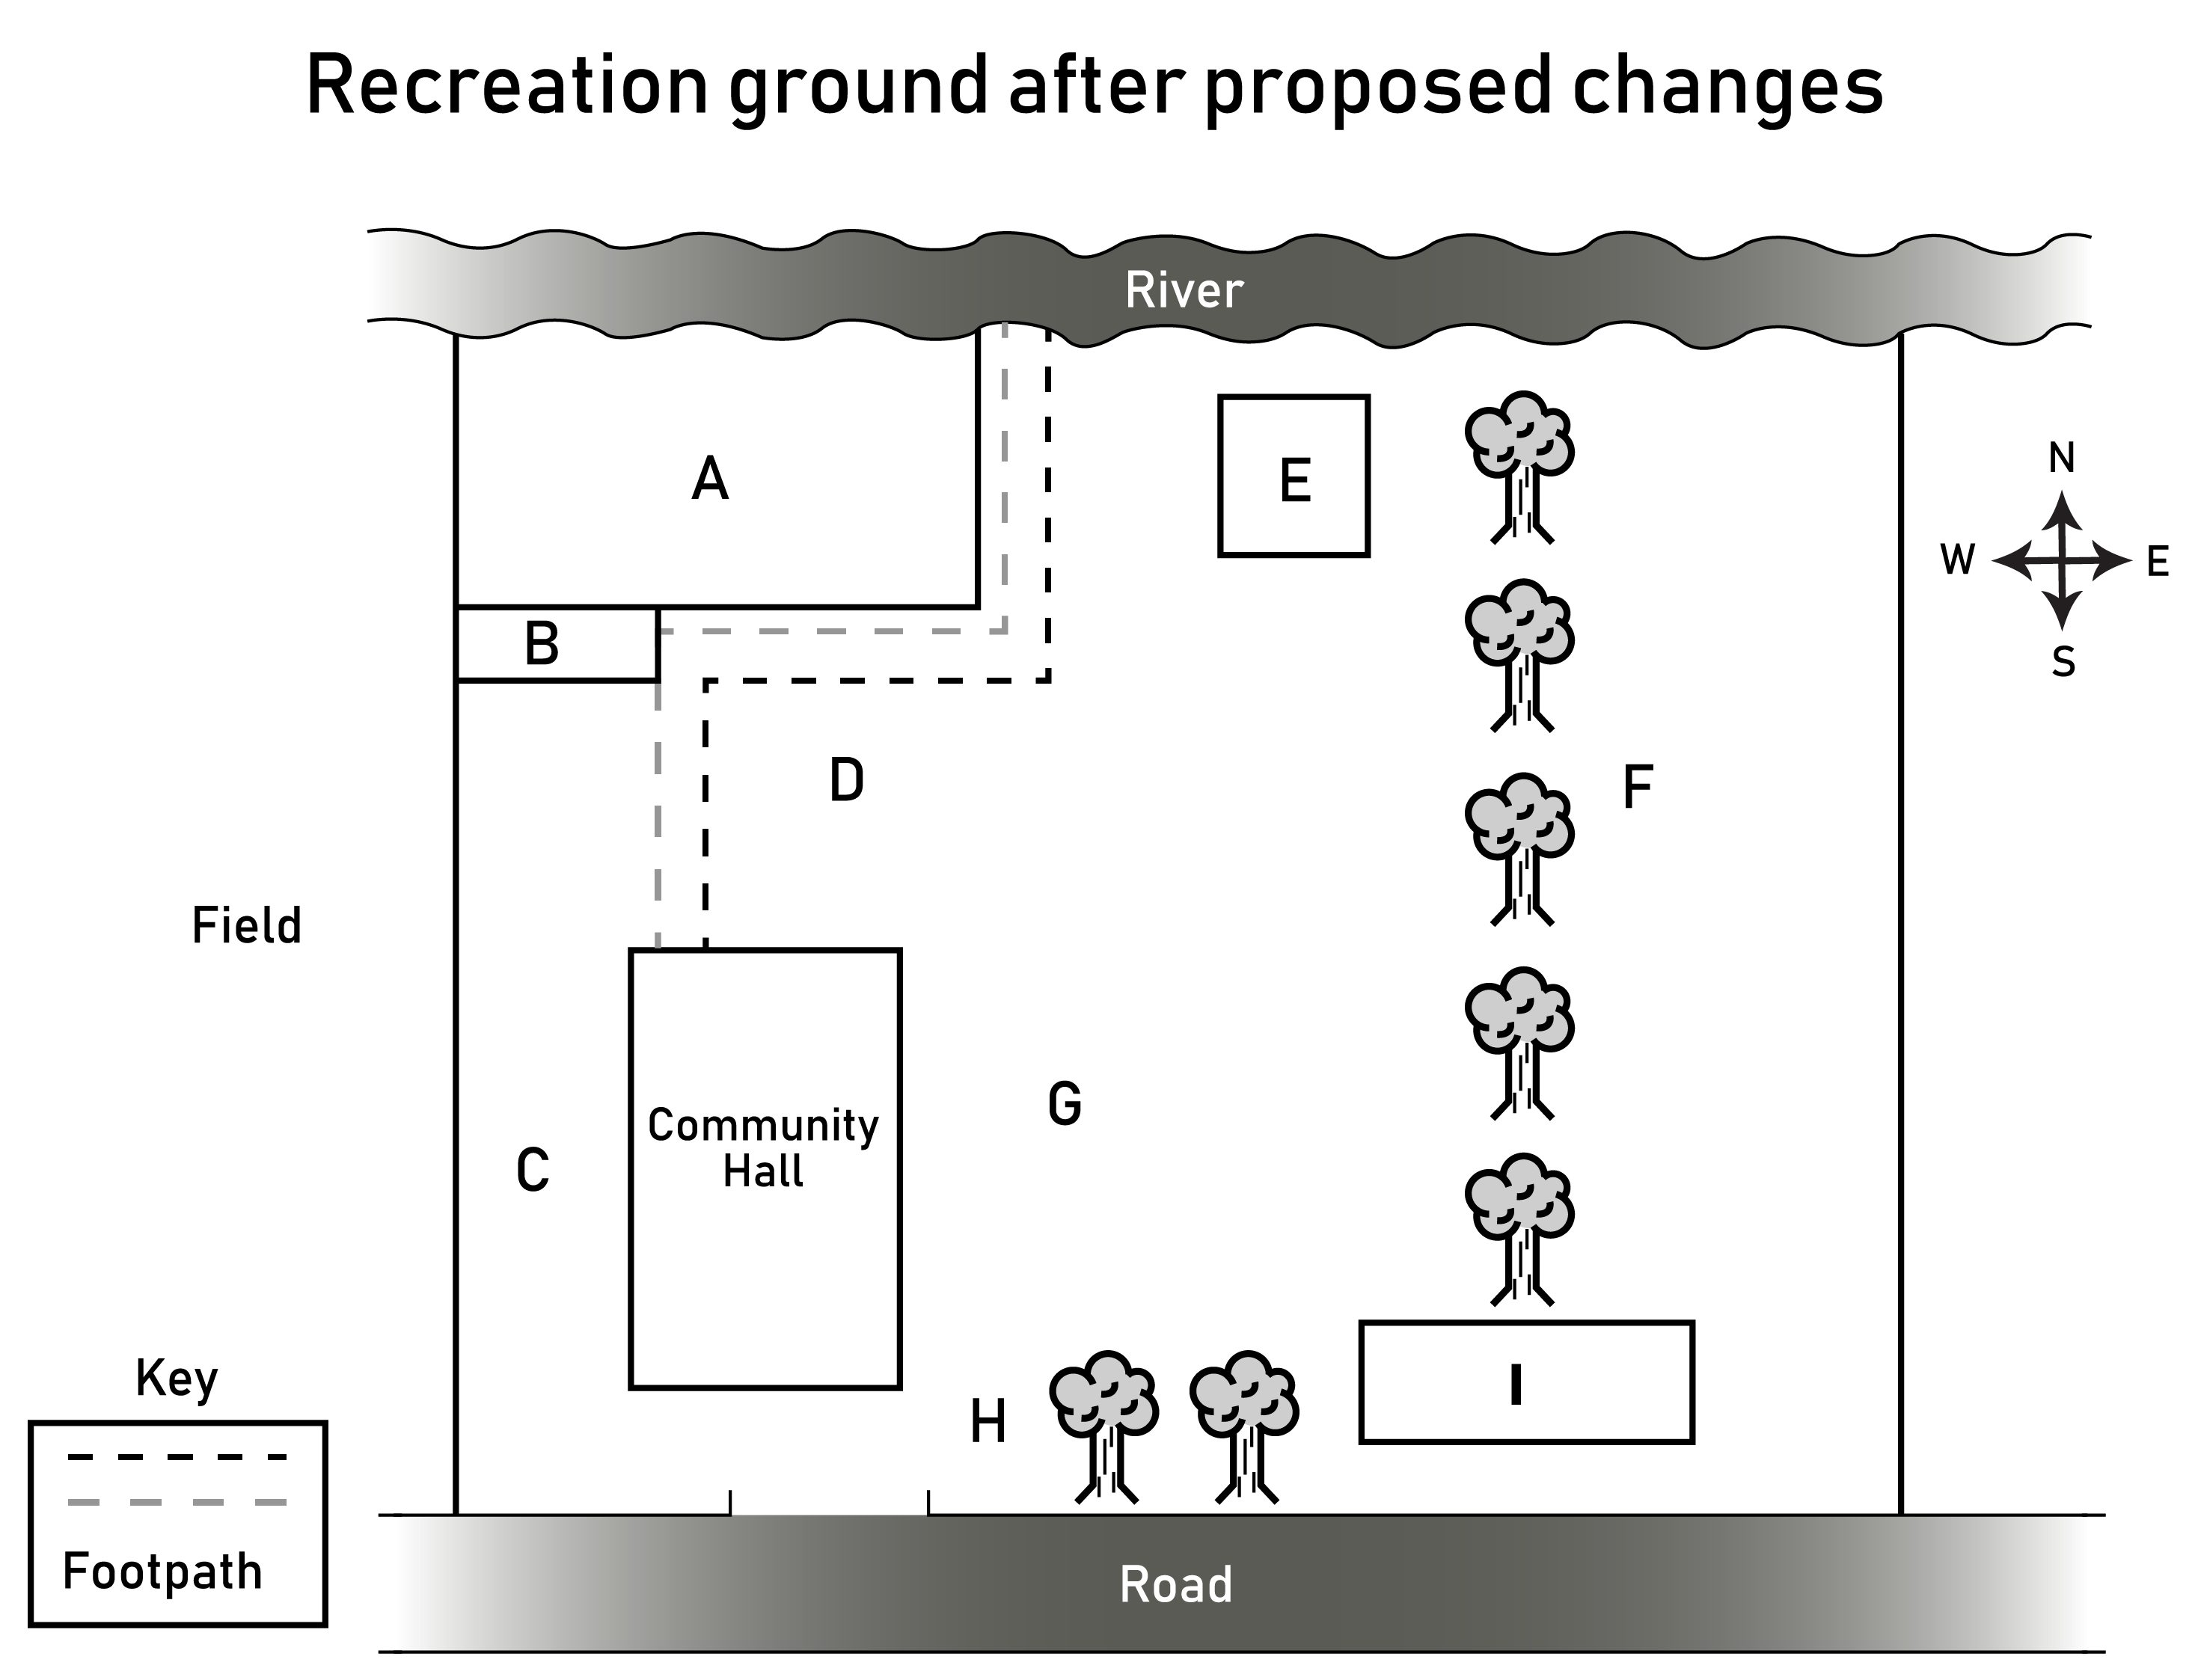 Recreation ground after proposed changes
River
A
E
N
W
E
S
B
D
F
Field
G
Community
Hall
C
Key
H
I
Footpath
Road